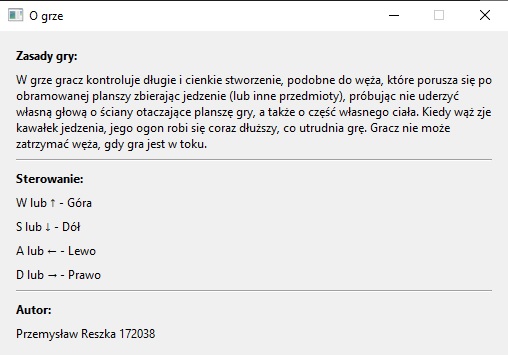 O grze
Zasady gry:
W grze gracz kontroluje długie i cienkie stworzenie, podobne do węża, które porusza się po
obramowanej planszy zbierając jedzenie (lub inne przedmioty), próbując nie uderzyć
własną głową o ściany otaczające planszę gry, a także o część własnego ciała. Kiedy wąż zje
kawałek jedzenia, jego ogon robi się coraz dłuższy, co utrudnia grę. Gracz nie może
zatrzymać węża, gdy gra jest w toku.
Sterowanie:
W lub ↑ - Góra
S lub ↓ - Dół
A lub ← - Lewo
D lub → - Prawo
Autor:
Przemysław Reszka 172038